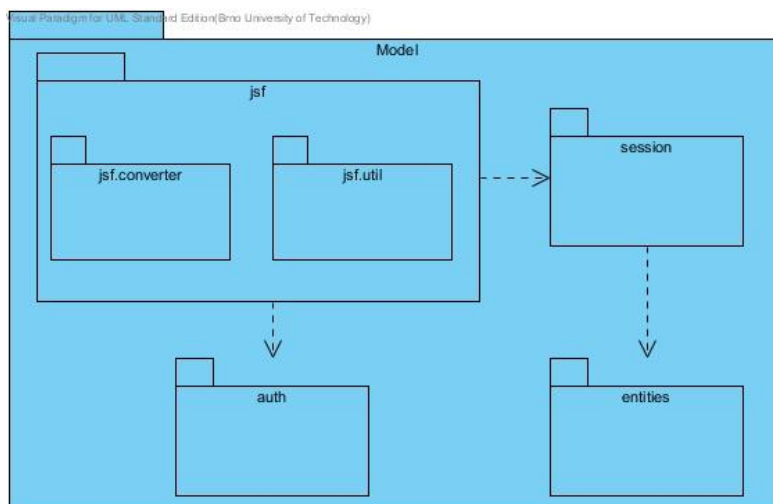 Visual Paradigm for UML Standard Edition(Brno University of Technology)
Model
jsf
jsf.converter
jsf.util
session
auth
entities